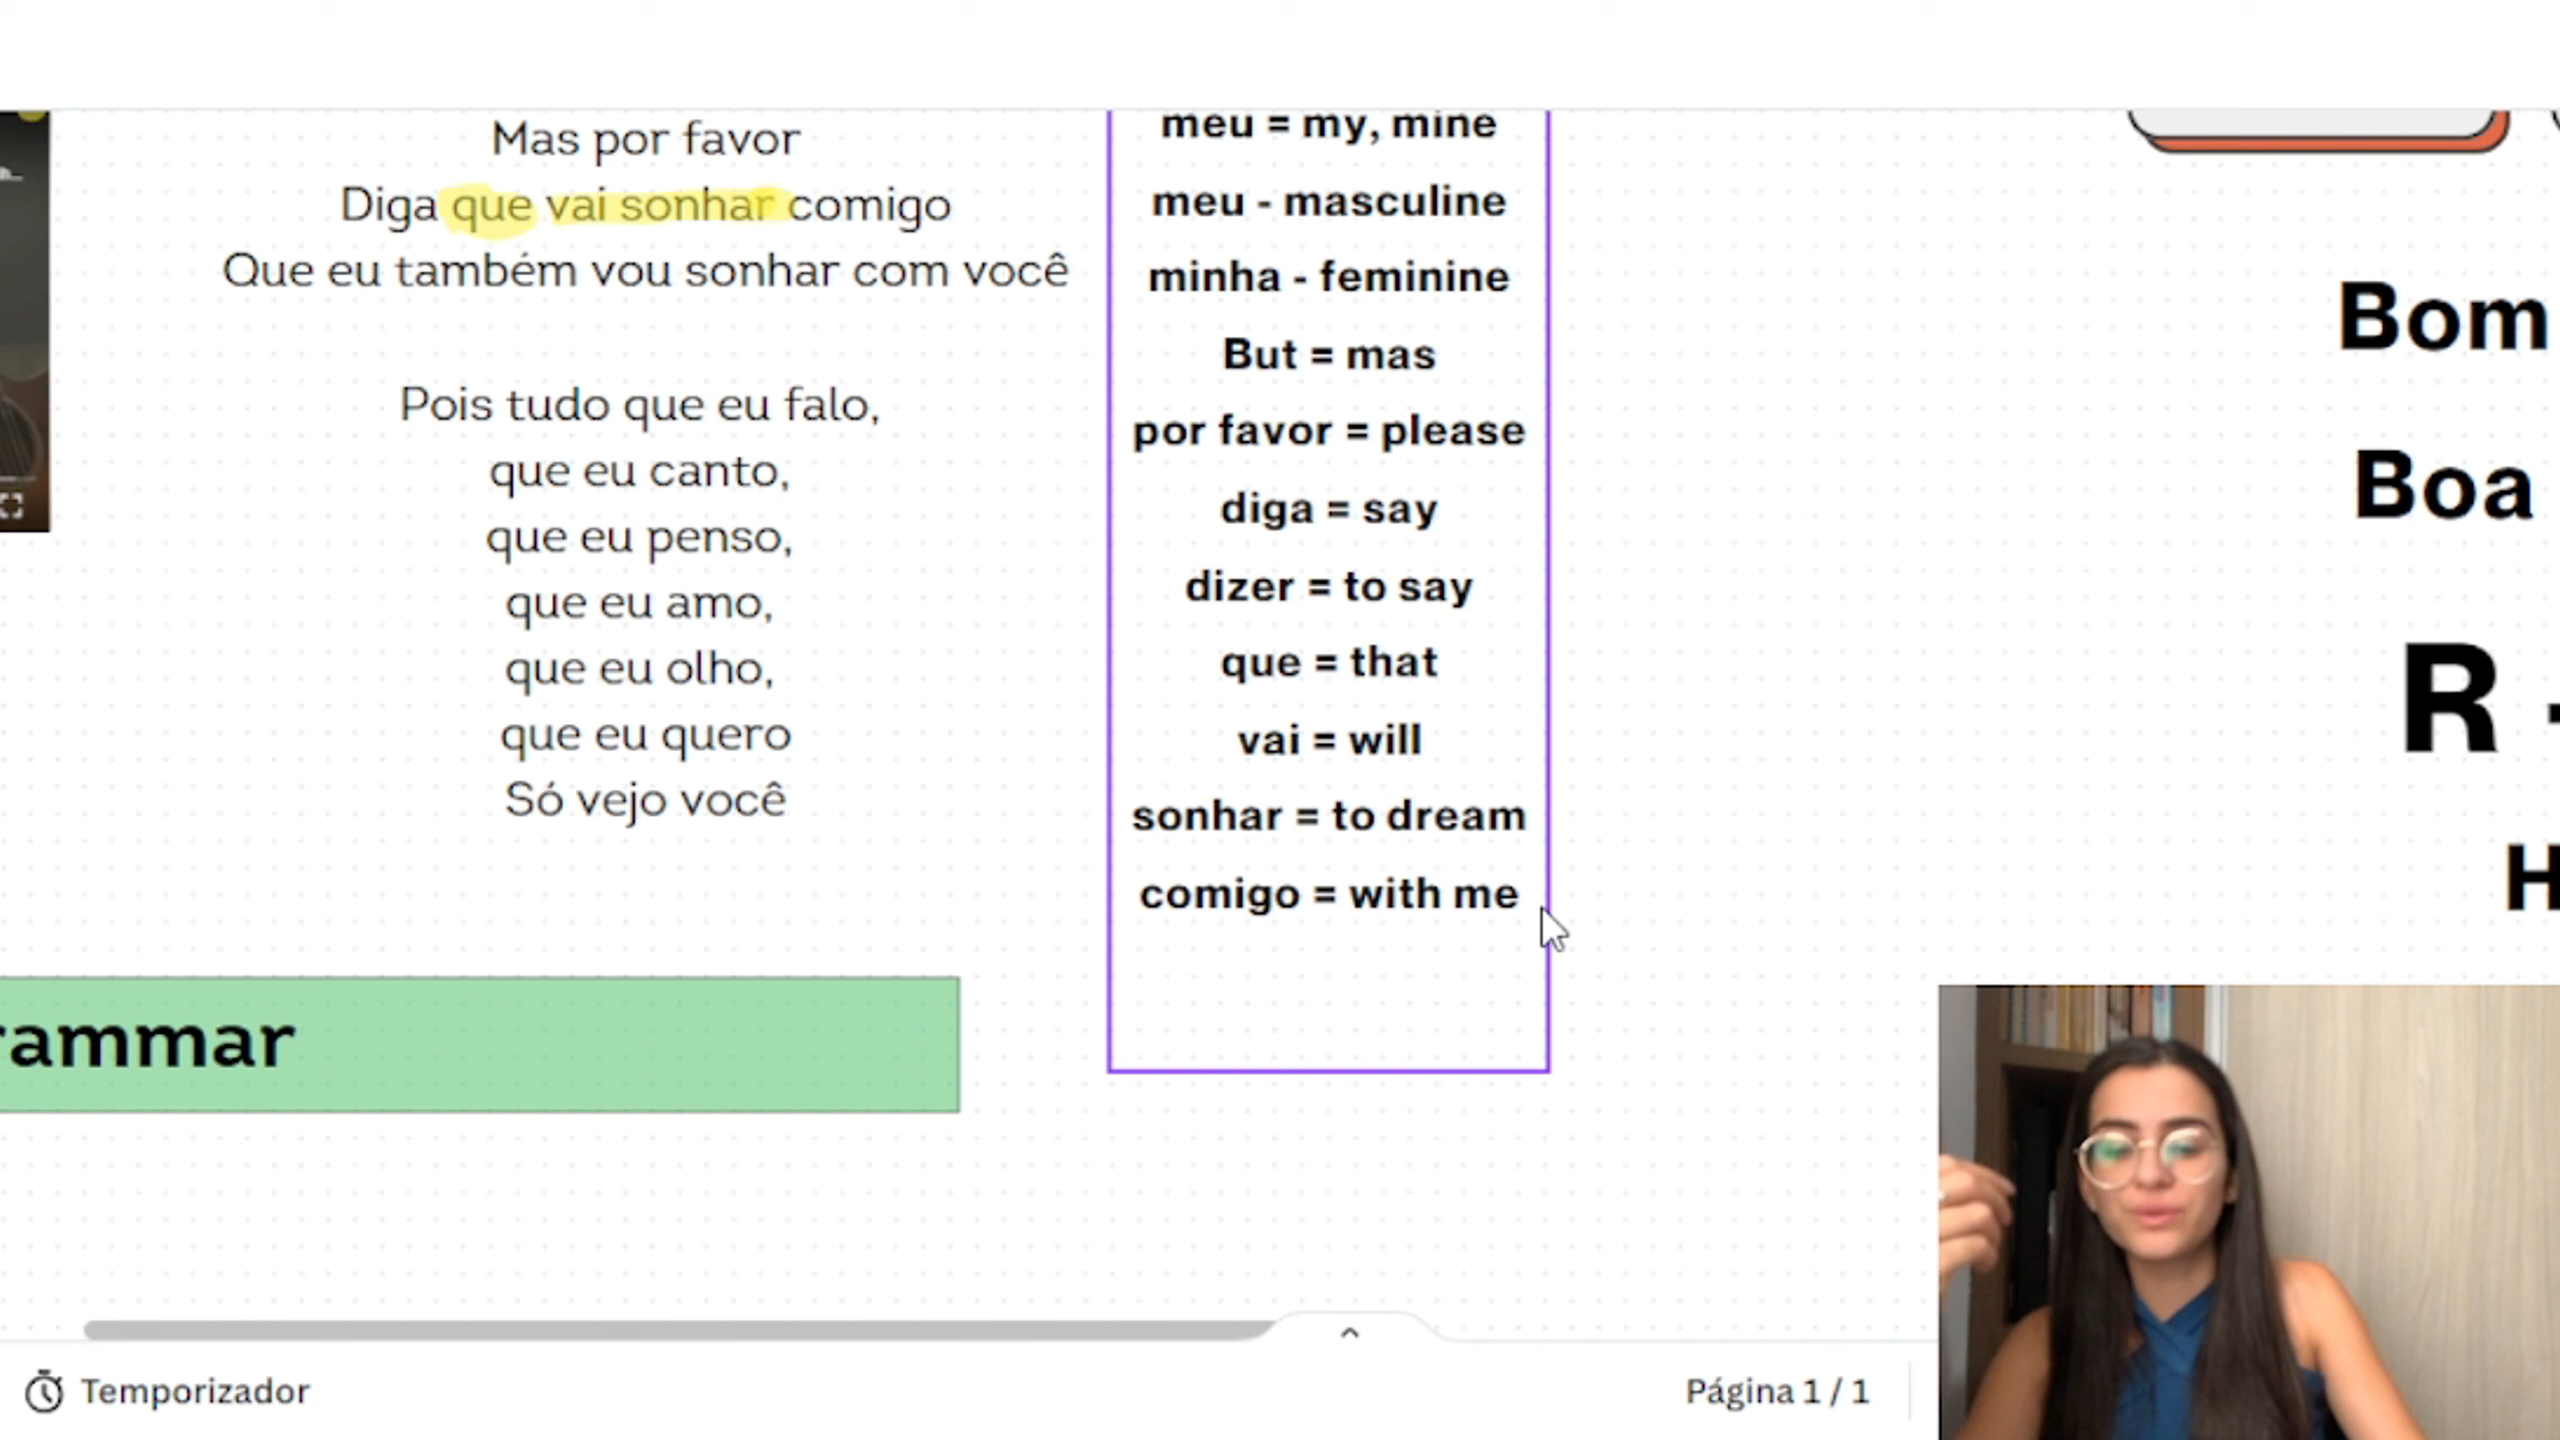 Mas por favor
Diga que vai sonhar comigo
Que eu também vou sonhar com você
Pois tudo que eu falo,
que eu canto,
que eu penso,
que eu amo,
que eu olho,
que eu quero
Só vejo você
meu = my, mine
meu - masculine
minha - feminine
But = mas
por favor = please
diga = say
dizer = to say
que = that
vai = will
sonhar = to dream
comigo = with me
Bom
Boa
R -
H
rammar
Temporizador
Página 1 / 1